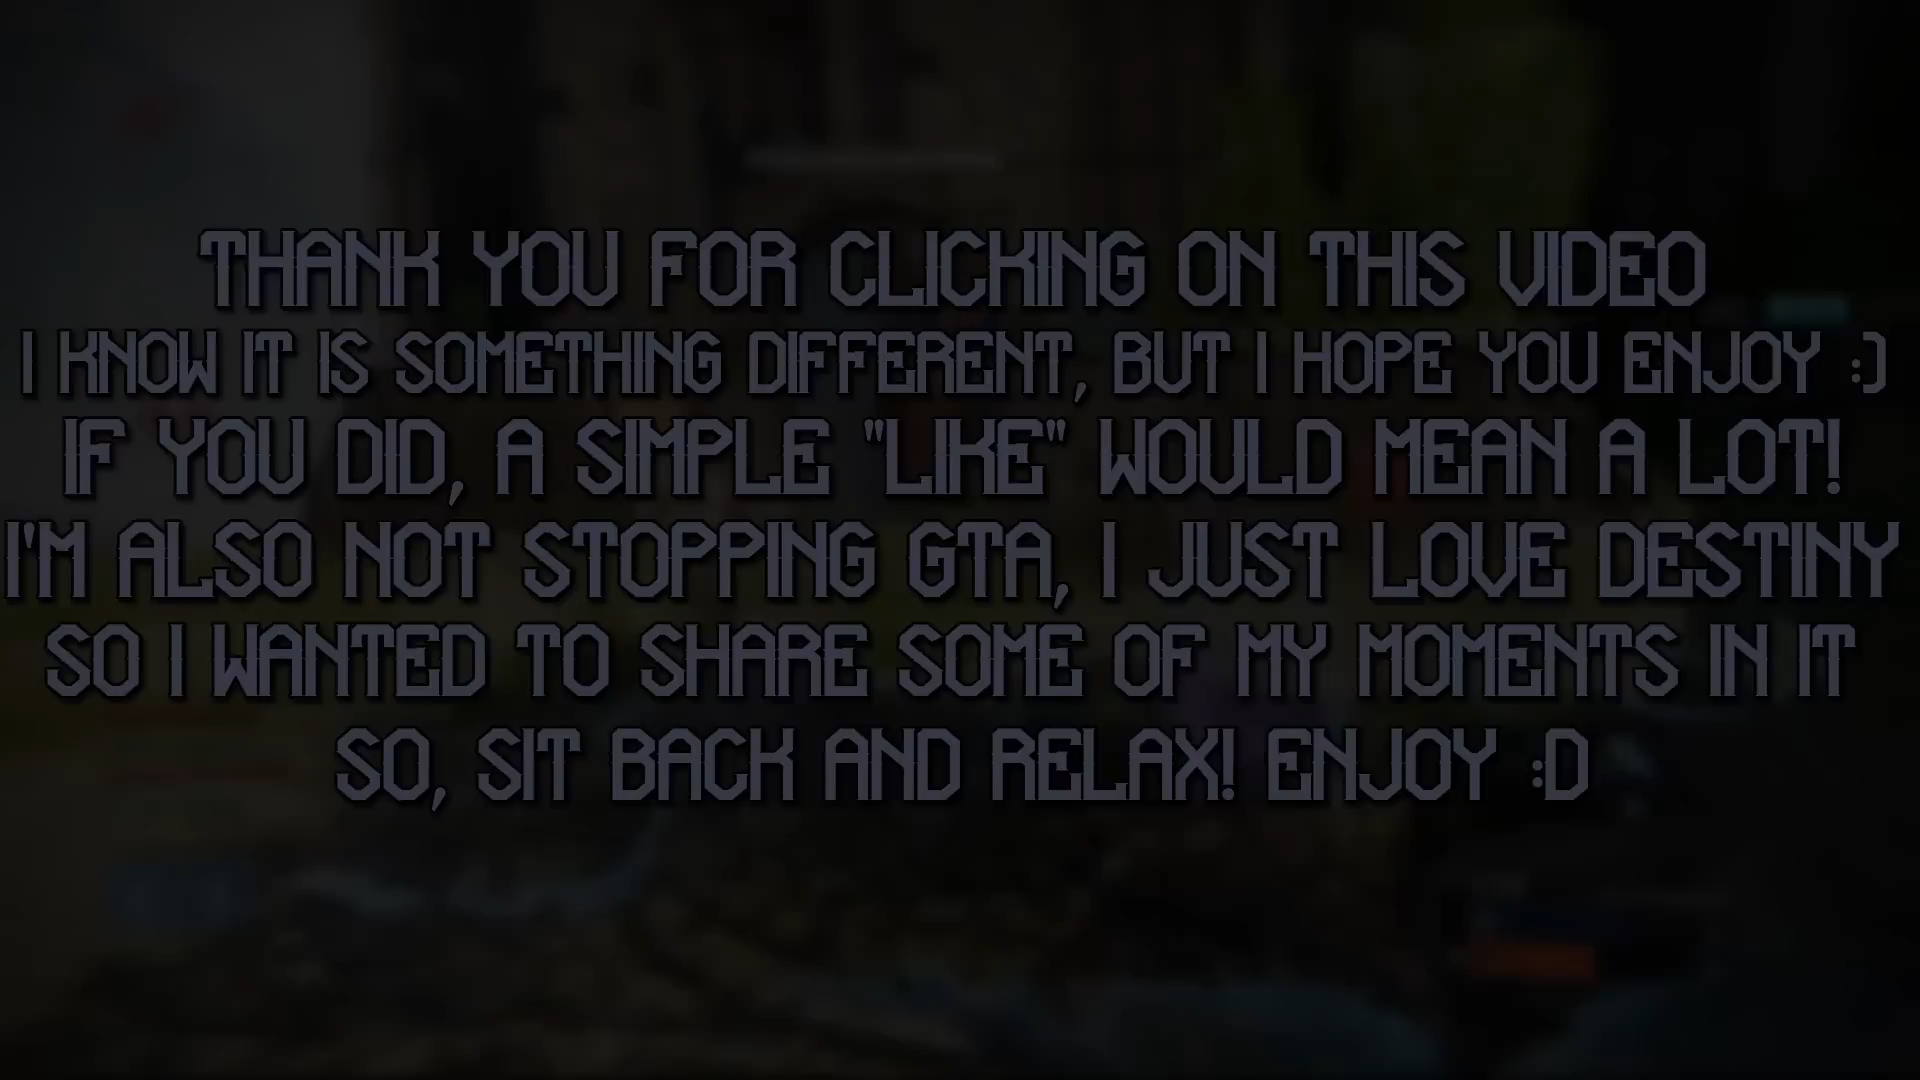 THANK YOU FOR CLICKING ON THIS VIDEO
I KNOW IT IS SOMETHING DIFFERENT, BUT I HOPE YOU ENJOY :)
IF YOU DID, A SIMPLE "LIKE" WOULD MEAN A LOT!
I'M ALSO NOT STOPPING GTA, I JUST LOVE DESTINY
SO I WANTED TO SHARE SOME OF MY MOMENTS IN IT
SO, SIT BACK AND RELAX! ENJOY :D